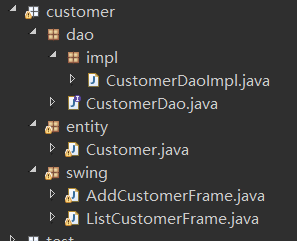 customer
dao
impl
CustomerDaoImpl.java
CustomerDao.java
entity
Customer.java
swing
AddCustomerFrame.java
ListCustomerFrame.java